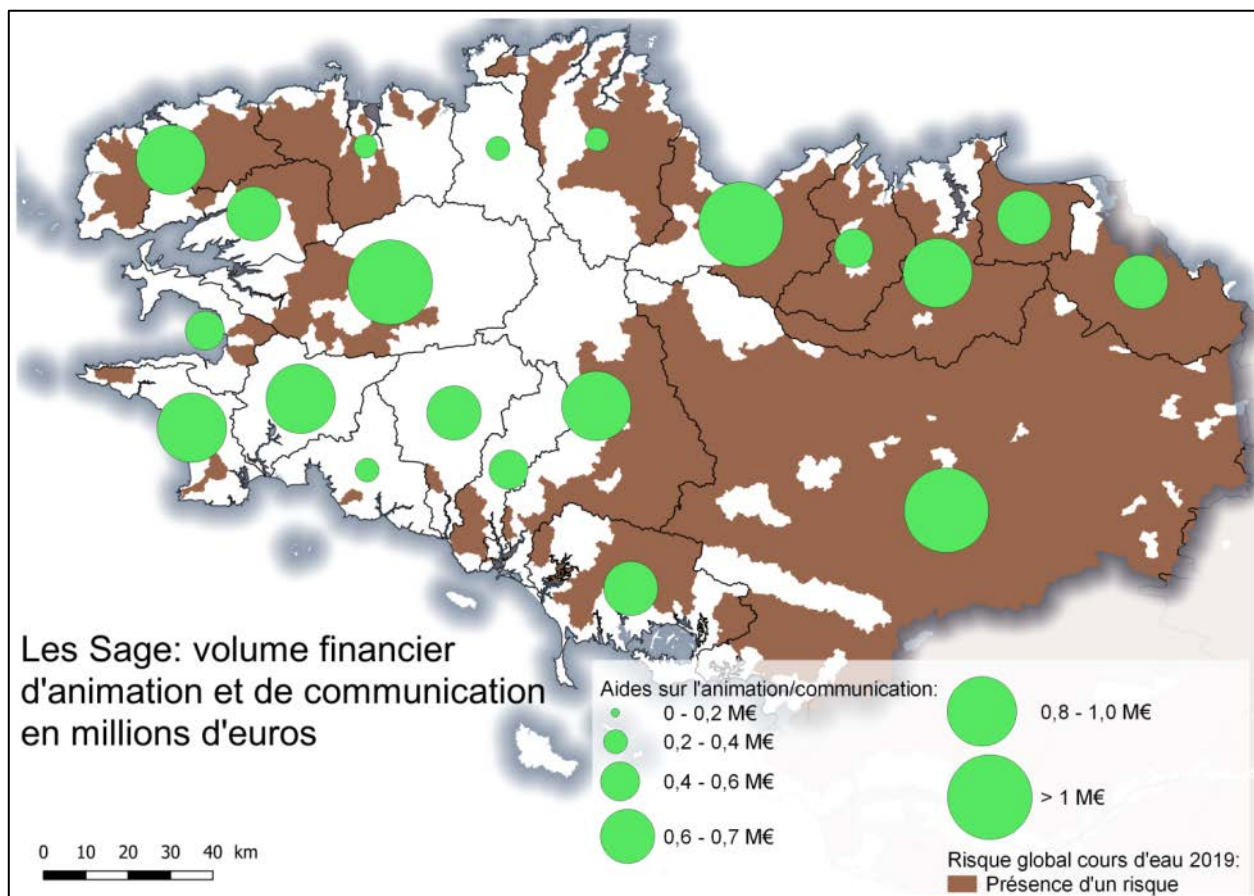 Les Sage: volume financier
d'animation et de communication
en millions d'euros
0 10 20 30 40 km
Aides sur l'animation/communication:
0 - 0,2 M€
0,2 - 0,4 M€
0,4 - 0,6 M€
0,6 - 0,7 M€
0,8 - 1,0 M€
> 1 M€
Risque global cours d'eau 2019:
Présence d'un risque